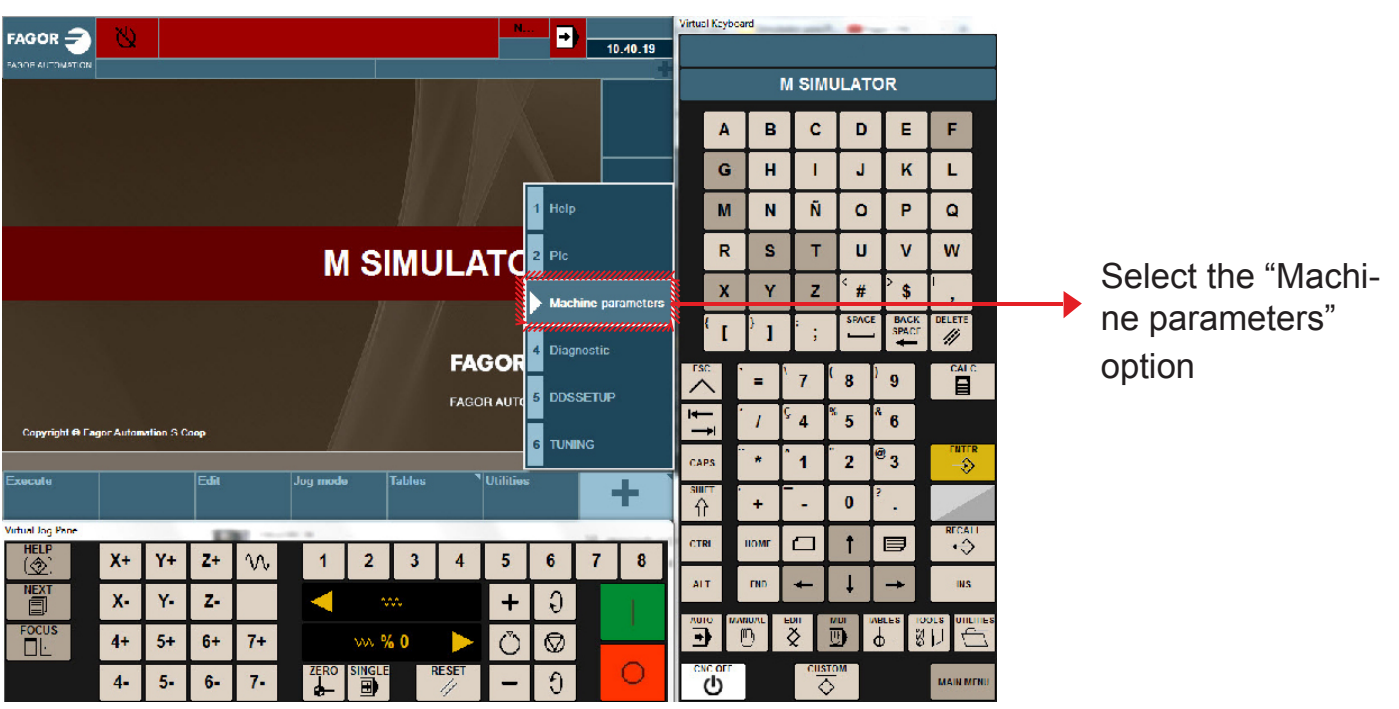 FAGOR
FAGOR AUTOMATION
N...
10.40.19
M SIMULATO
FAGOR
FAGOR AUTO
Copyright © Fagor Automation S Coop
1 Help
2 Plc
Machine parameters
4 Diagnostic
5 DDSSETUP
6 TUNING
Execute Edit Jog mode Tables Utilities +
Virtual Jog Pane
HELP X+ Y+ Z+ 1 2 3 4 5 6 7 8
NEXT X- Y- Z- +
FOCUS 4+ 5+ 6+ 7+ % 0
4- 5- 6- 7- ZERO SINGLE RESET -
Virtual Keyboard
M SIMULATOR
A B C D E F
G H I J K L
M N Ñ O P Q
R S T U V W
X Y Z < # > $ ' ,
{ [ } ] : ; SPACE BACK SPACE DELETE
ESC = \ 7 ( 8 ) 9 CALC
/ Ç 4 % 5 & 6
CAPS * 1 2 @ 3 ENTER
SHIFT + - 0 ? .
CTRL HOME RECALL
ALT END INS
AUTO MANUAL EDIT MDI TABLES TOOLS UTILITIES
CNC OFF CUSTOM MAIN MENU
Select the “Machi-
ne parameters”
option